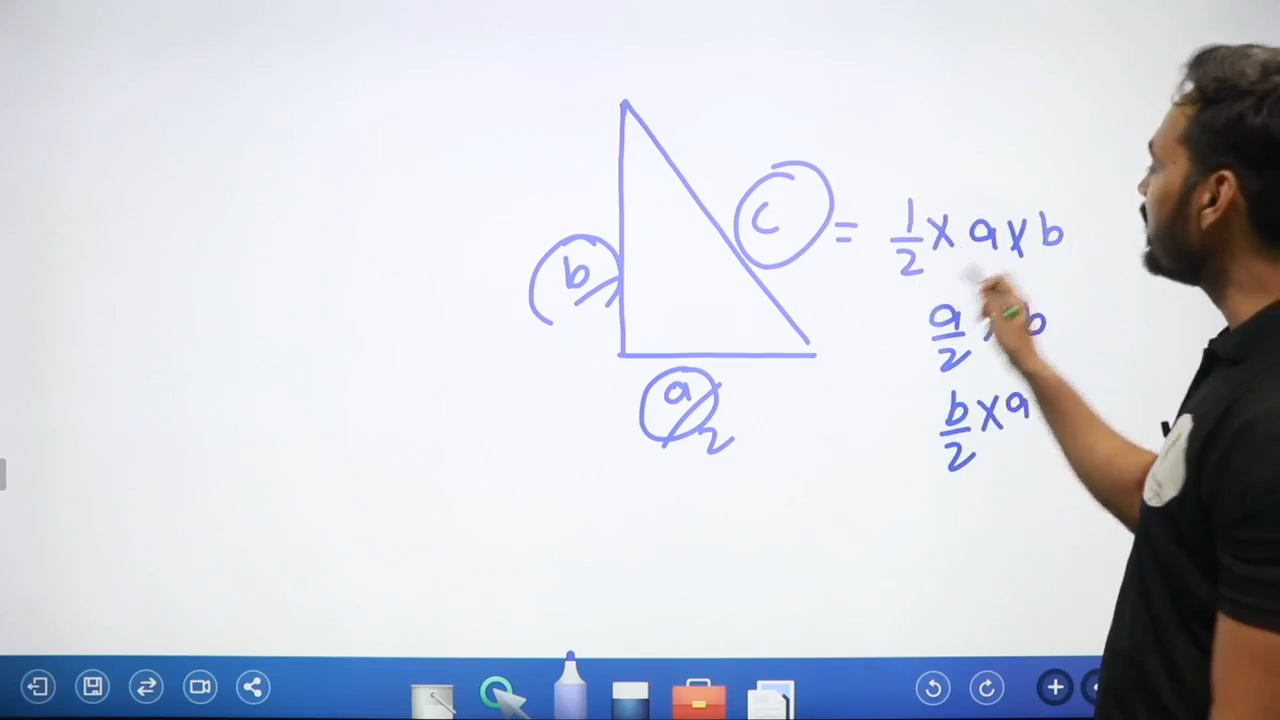 c = 1/2 x a x b
b
a/2 x b
a/2
b/2 x a